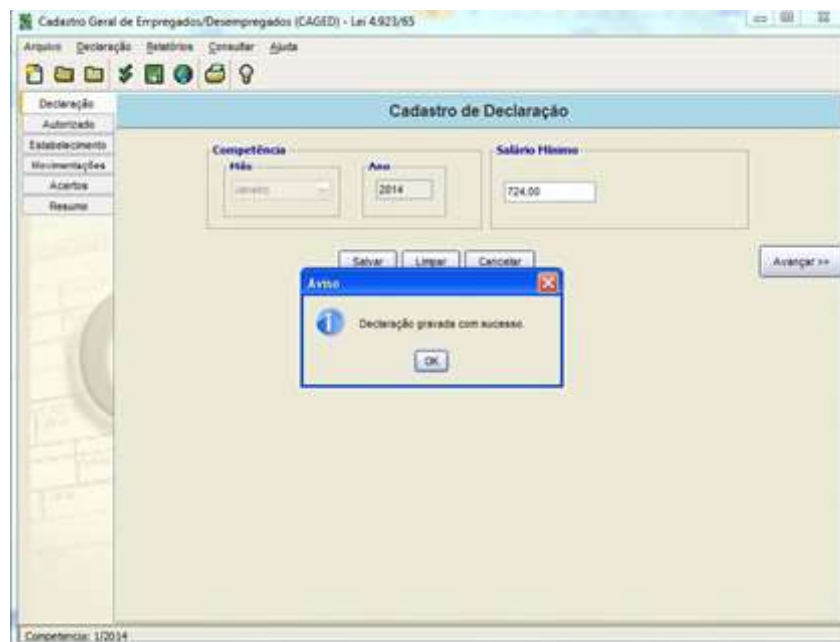 Cadastro Geral de Empregados/Desempregados (CAGED) - Lei 4.923/65
Arquivo Declaração Relatórios Consultar Ajuda
Declaração
Autorizado
Estabelecimento
Movimentações
Acertos
Resumo
Cadastro de Declaração
Competência
Mês
Janeiro
Ano
2014
Salário Mínimo
724.00
Salvar Limpar Cancelar
Avançar >>
Aviso
Declaração gravada com sucesso.
OK
Competencia: 1/2014